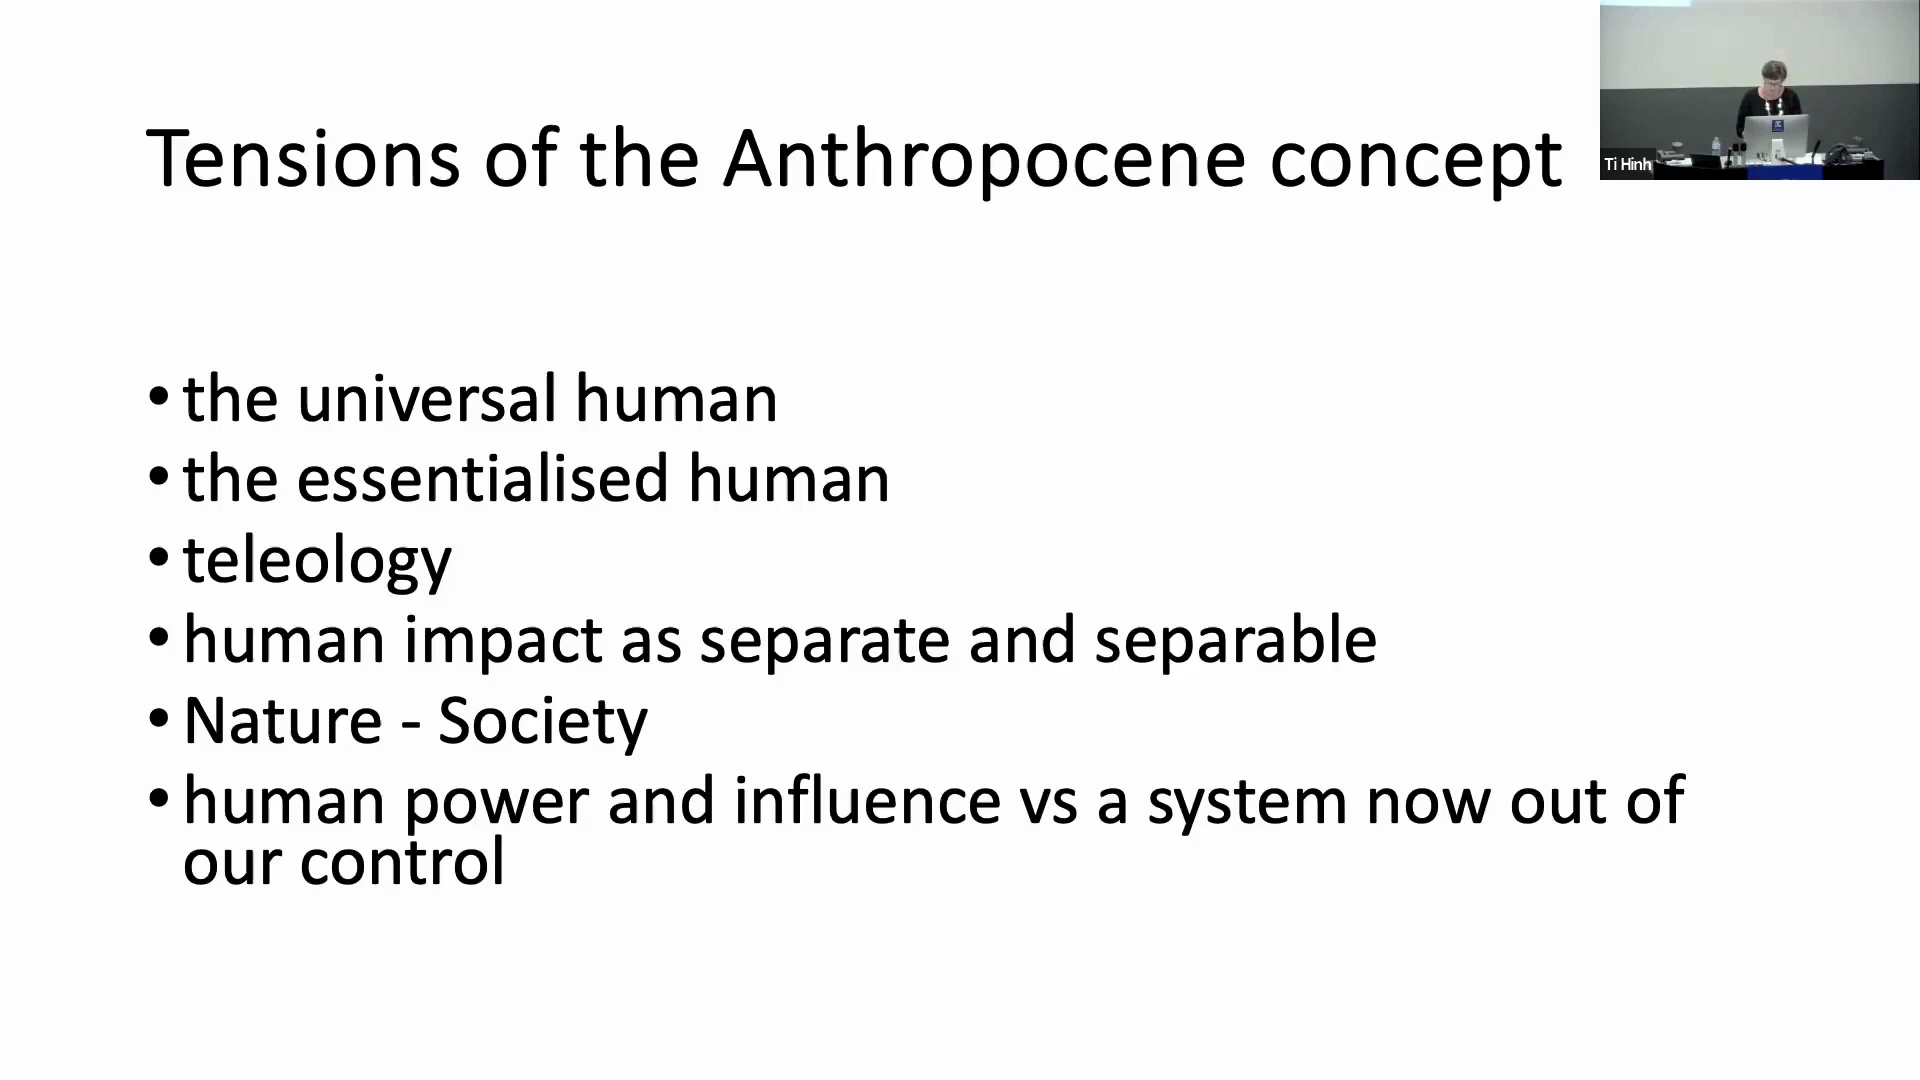 Tensions of the Anthropocene concept
Ti Hinh
• the universal human
• the essentialised human
• teleology
• human impact as separate and separable
• Nature - Society
• human power and influence vs a system now out of
our control